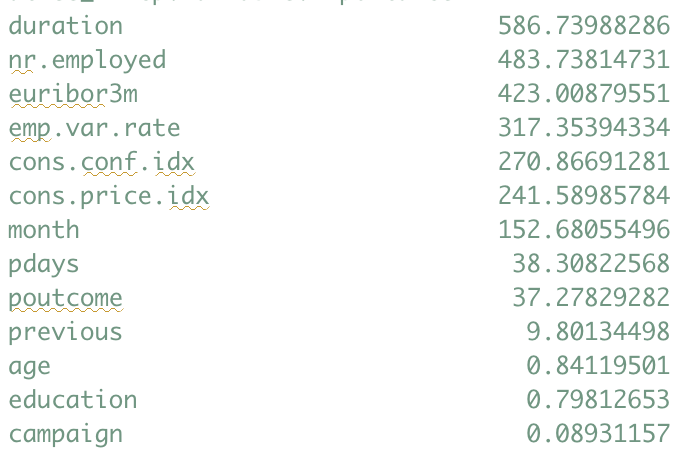 duration 586.73988286
nr.employed 483.73814731
euribor3m 423.00879551
emp.var.rate 317.35394334
cons.conf.idx 270.86691281
cons.price.idx 241.58985784
month 152.68055496
pdays 38.30822568
poutcome 37.27829282
previous 9.80134498
age 0.84119501
education 0.79812653
campaign 0.08931157